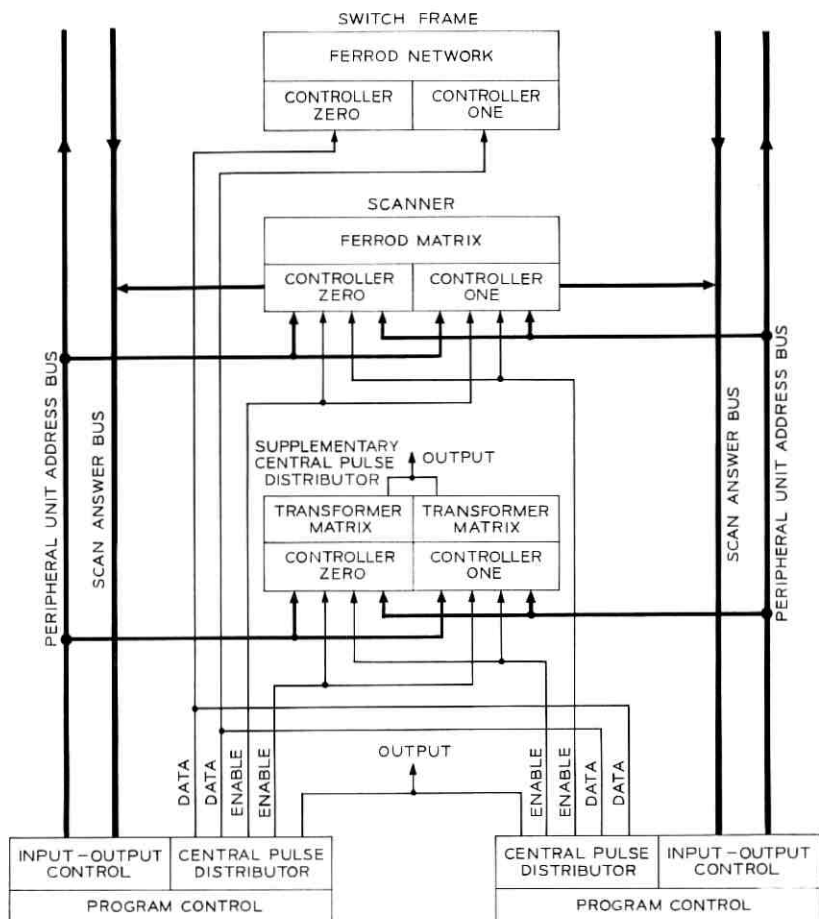 SWITCH FRAME
FERROD NETWORK
CONTROLLER
ZERO
CONTROLLER
ONE
SCANNER
FERROD MATRIX
CONTROLLER
ZERO
CONTROLLER
ONE
PERIPHERAL UNIT ADDRESS BUS
SCAN ANSWER BUS
SUPPLEMENTARY
CENTRAL PULSE
DISTRIBUTOR
OUTPUT
TRANSFORMER
MATRIX
TRANSFORMER
MATRIX
CONTROLLER
ZERO
CONTROLLER
ONE
SCAN ANSWER BUS
PERIPHERAL UNIT ADDRESS BUS
DATA
DATA
ENABLE
ENABLE
OUTPUT
ENABLE
ENABLE
DATA
DATA
INPUT-OUTPUT
CONTROL
CENTRAL PULSE
DISTRIBUTOR
PROGRAM CONTROL
CENTRAL PULSE
DISTRIBUTOR
INPUT-OUTPUT
CONTROL
PROGRAM CONTROL